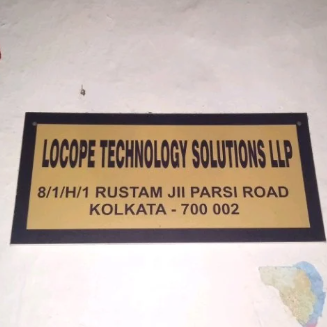 LOCOPE TECHNOLOGY SOLUTIONS LLP
8/1/H/1 RUSTAM JII PARSI ROAD
KOLKATA - 700 002